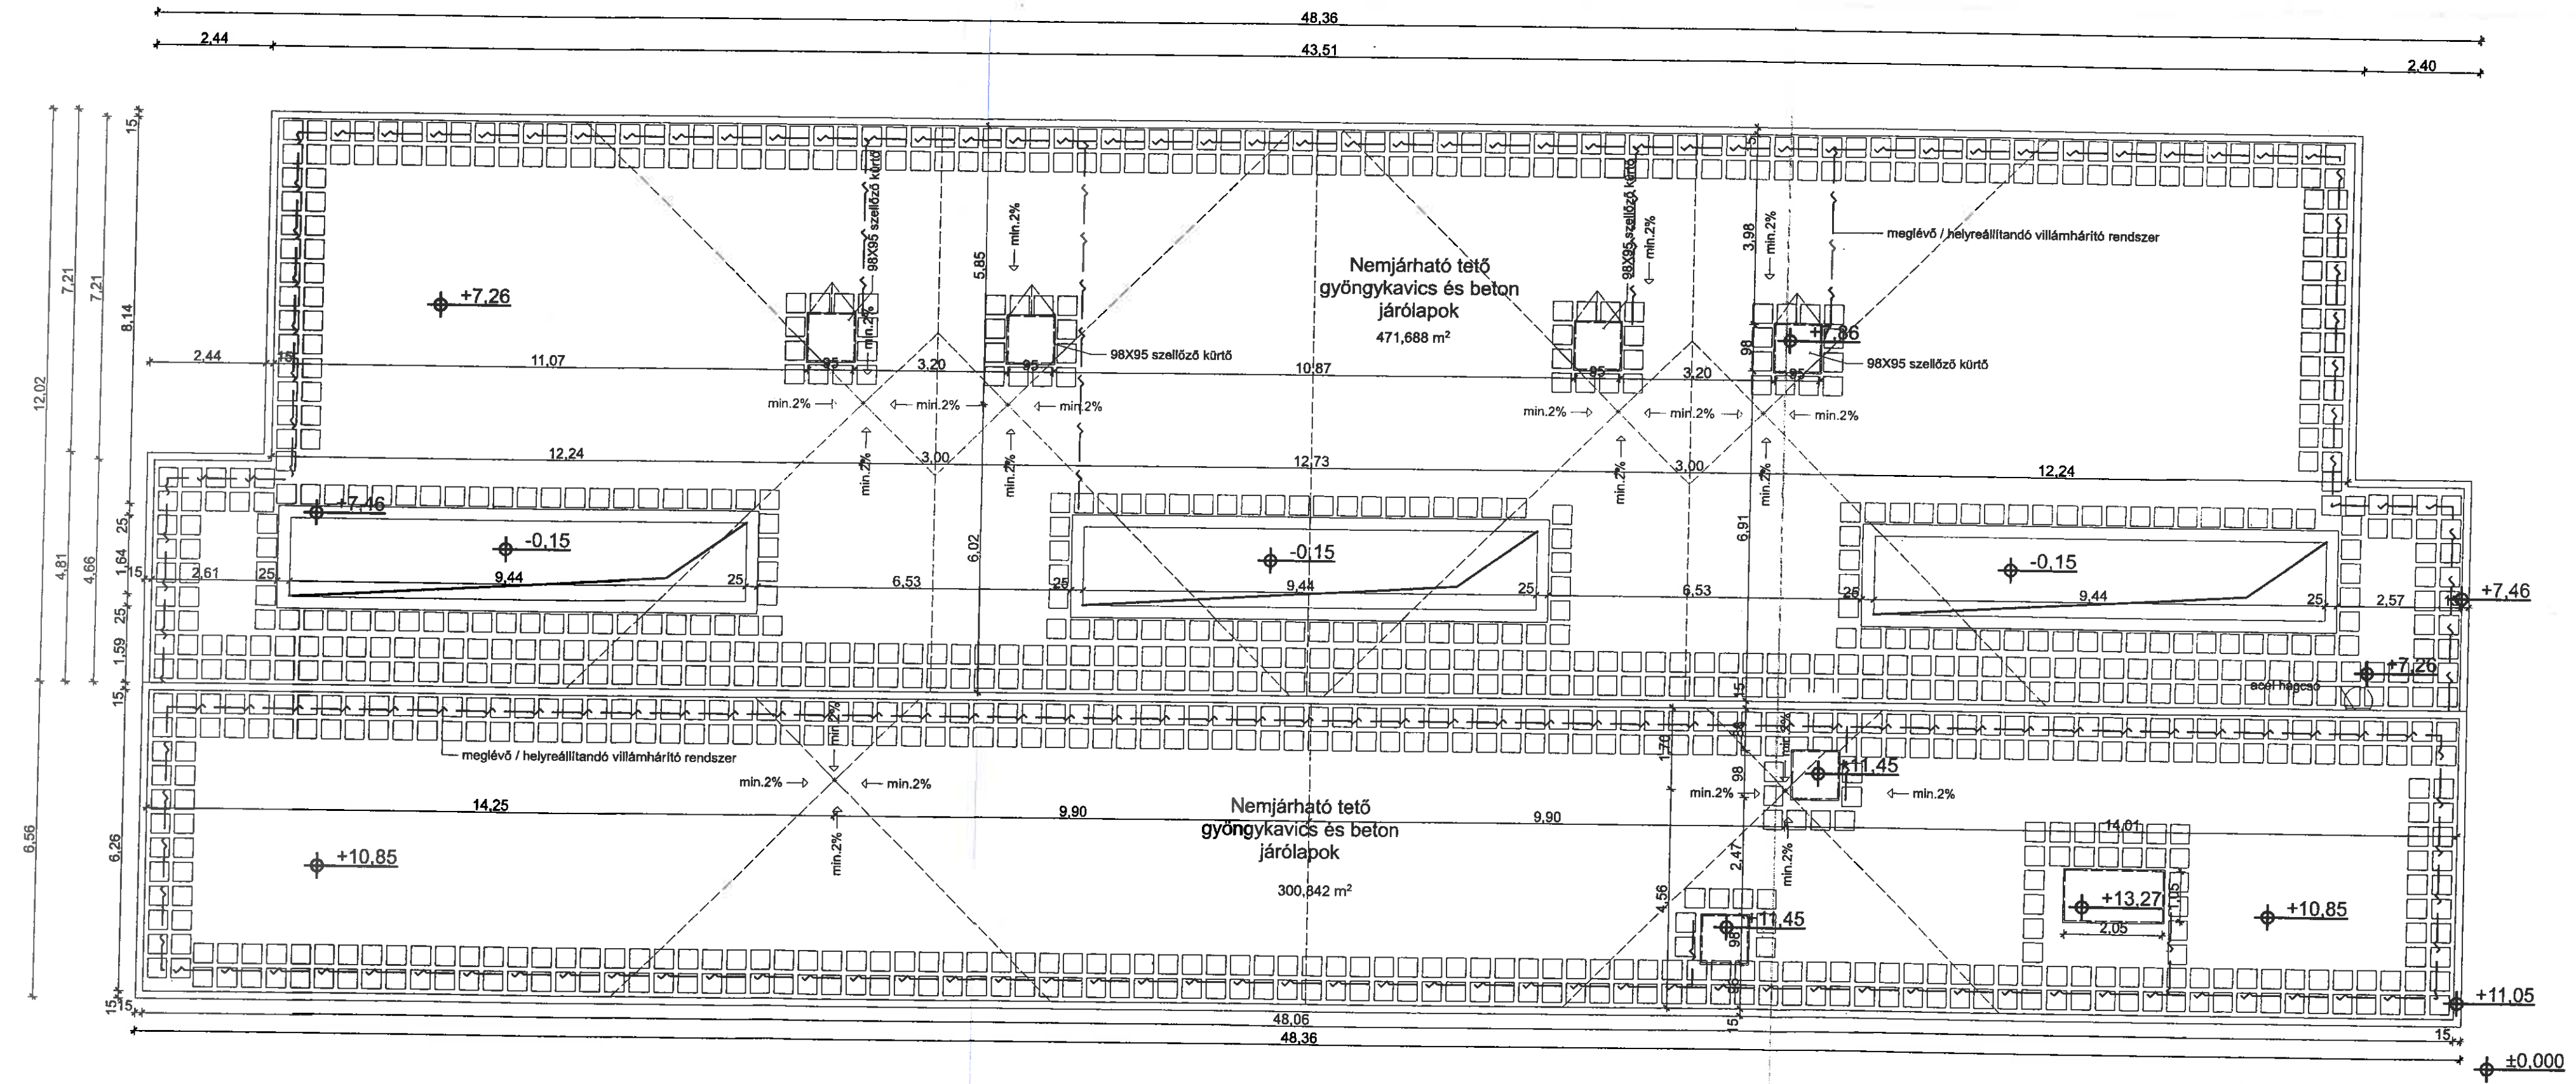 48,36
2,44
43,51
2,40
15
15
7,21
7,21
8,14
12,02
+7,26
98X95 szellőző kürtő
min.2%
min.2%
5,85
Nemjárható tető
gyöngykavics és beton
járólapok
471,688 m²
98X95 szellőző kürtő
min.2%
3,98
min.2%
meglévő / helyreállítandó villámhárító rendszer
+7,86
98
98X95 szellőző kürtő
98X95 szellőző kürtő
2,44
15
11,07
95
3,20
95
10,87
95
3,20
95
min.2%
min.2%
min.2%
min.2%
min.2%
min.2%
12,24
3,00
12,73
3,00
12,24
min.2%
min.2%
min.2%
min.2%
+7,46
-0,15
-0,15
-0,15
25
1,64
4,81
4,66
15
2,61
25
9,44
25
6,53
6,02
25
9,44
25
6,53
6,91
25
9,44
25
2,57
+7,46
25
1,59
15
+7,26
acél hágcsó
15
min.2%
meglévő / helyreállítandó villámhárító rendszer
min.2%
min.2%
1,70
98
min.2%
+11,45
min.2%
min.2%
14,25
Nemjárható tető
gyöngykavics és beton
járólapok
300,842 m²
9,90
9,90
14,01
6,56
6,26
+10,85
min.2%
2,47
min.2%
4,56
+11,45
98
+13,27
1,05
2,05
+10,85
15
15
48,06
48,36
15
+11,05
15
±0,000